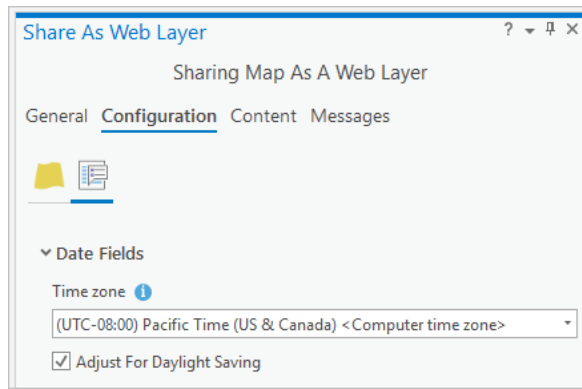 Share As Web Layer
?
Sharing Map As A Web Layer
General Configuration Content Messages
Date Fields
Time zone
(UTC-08:00) Pacific Time (US & Canada) <Computer time zone>
Adjust For Daylight Saving